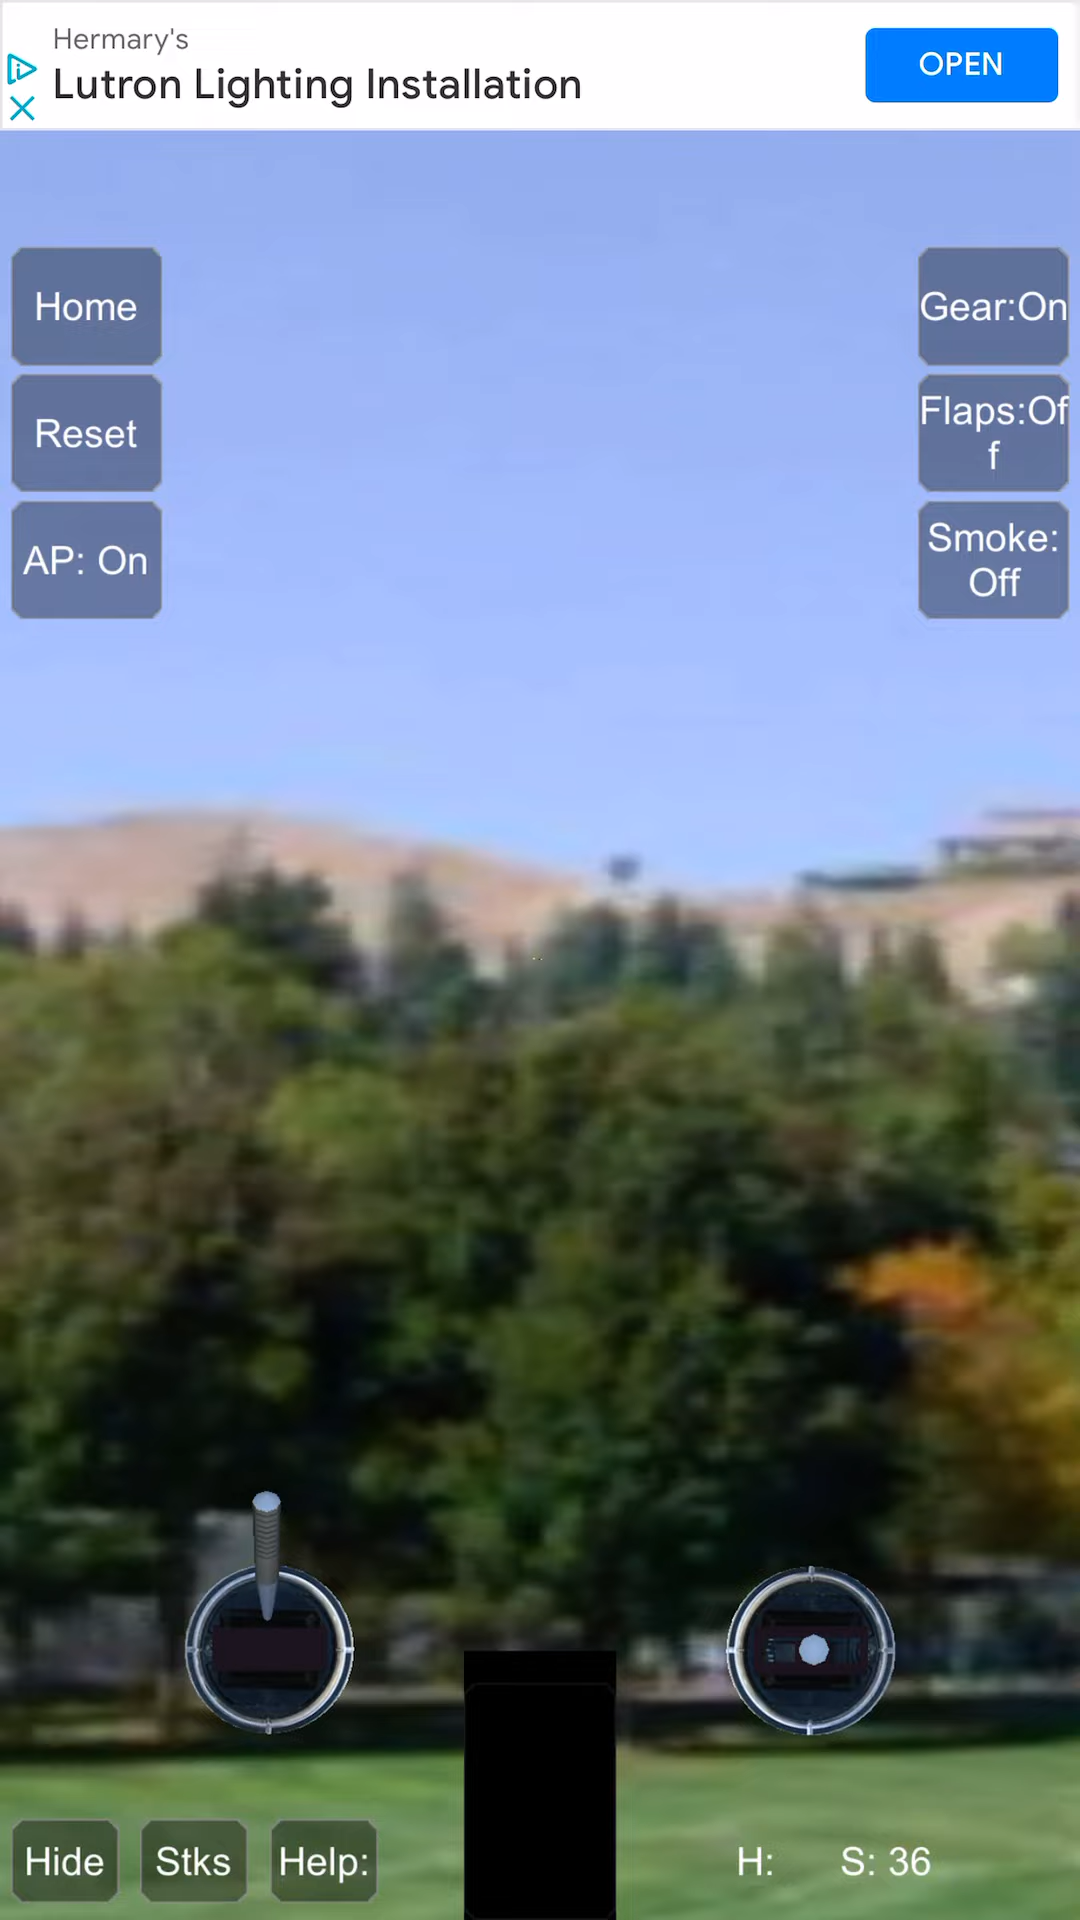 Hermary's
Lutron Lighting Installation
OPEN
Home
Gear:On
Reset
Flaps:Of
f
AP: On
Smoke:
Off
Hide
Stks
Help:
H:
S: 36